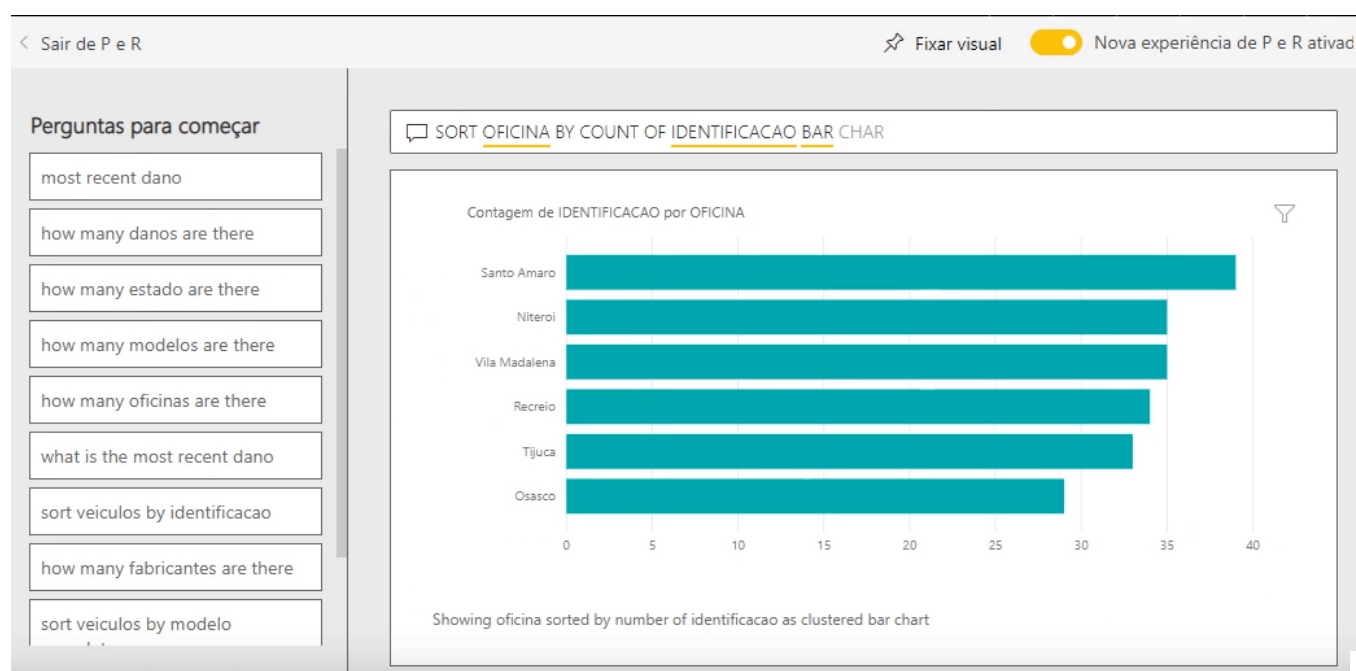 Sair de P e R
Fixar visual
Nova experiência de P e R ativad
Perguntas para começar
most recent dano
how many danos are there
how many estado are there
how many modelos are there
how many oficinas are there
what is the most recent dano
sort veiculos by identificacao
how many fabricantes are there
sort veiculos by modelo
SORT OFICINA BY COUNT OF IDENTIFICACAO BAR CHAR
Contagem de IDENTIFICACAO por OFICINA
Santo Amaro
Niteroi
Vila Madalena
Recreio
Tijuca
Osasco
0 5 10 15 20 25 30 35 40
Showing oficina sorted by number of identificacao as clustered bar chart